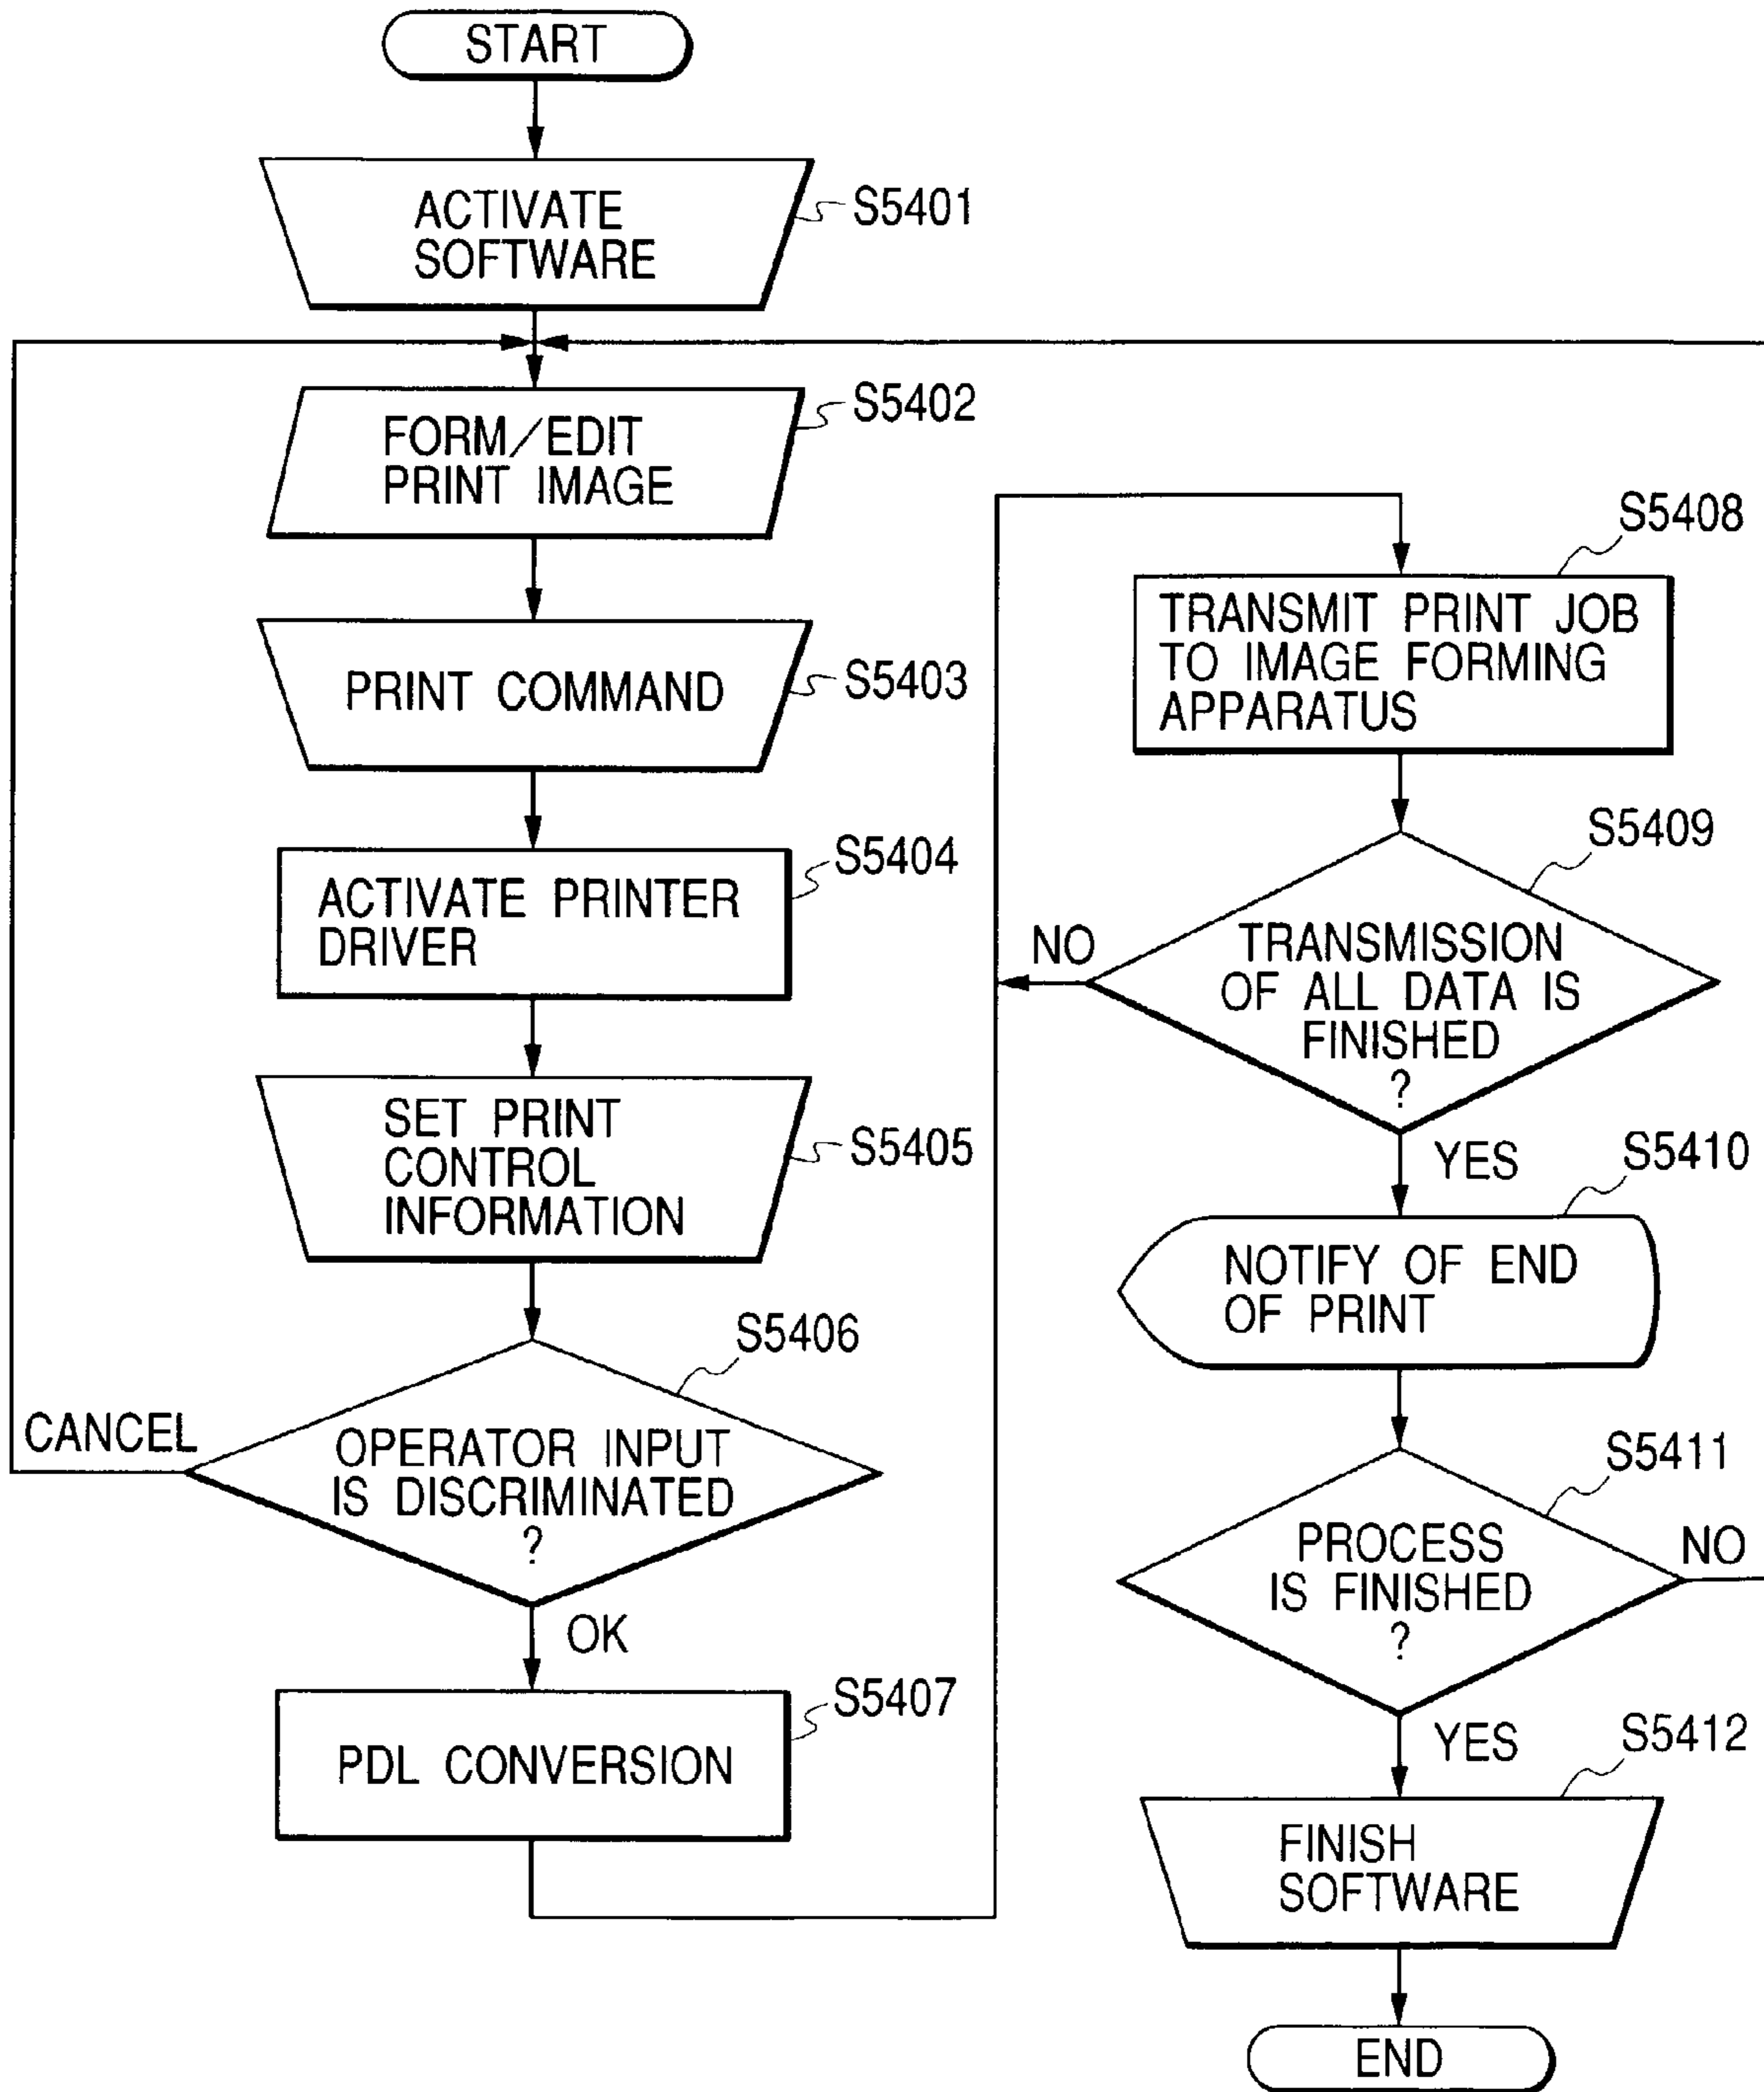 START
ACTIVATE
SOFTWARE
S5401
FORM/EDIT
PRINT IMAGE
S5402
PRINT COMMAND
S5403
ACTIVATE PRINTER
DRIVER
S5404
SET PRINT
CONTROL
INFORMATION
S5405
S5406
CANCEL
OPERATOR INPUT
IS DISCRIMINATED
?
OK
PDL CONVERSION
S5407
S5408
TRANSMIT PRINT JOB
TO IMAGE FORMING
APPARATUS
S5409
NO
TRANSMISSION
OF ALL DATA IS
FINISHED
?
YES
S5410
NOTIFY OF END
OF PRINT
S5411
PROCESS
IS FINISHED
?
NO
YES
S5412
FINISH
SOFTWARE
END